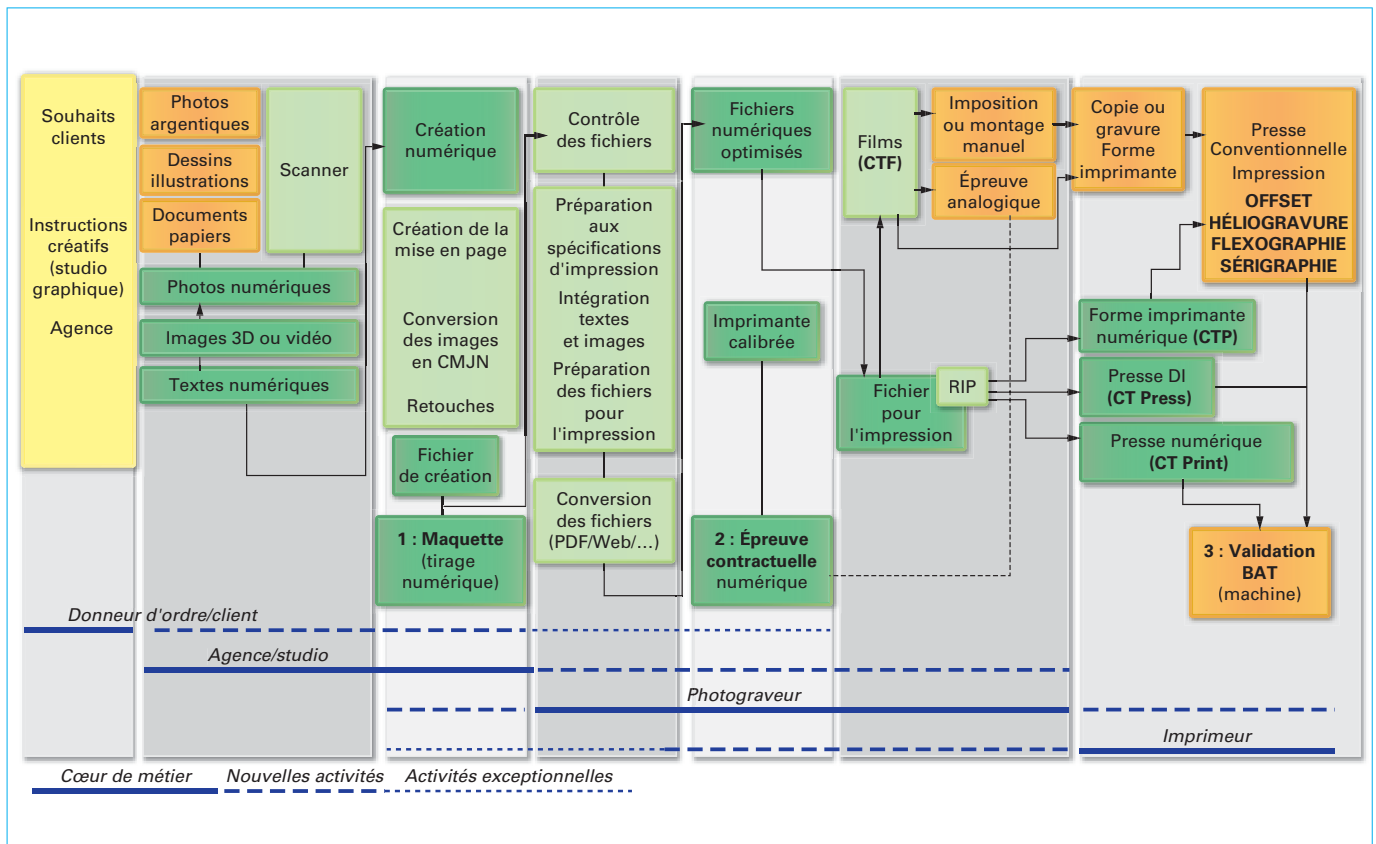 Souhaits
clients
Instructions
créatifs
(studio
graphique)
Agence
Photos
argentiques
Dessins
illustrations
Documents
papiers
Scanner
Photos numériques
Images 3D ou vidéo
Textes numériques
Création
numérique
Création de la
mise en page
Conversion
des images
en CMJN
Retouches
Fichier
de création
1 : Maquette
(tirage
numérique)
Contrôle
des fichiers
Préparation
aux
spécifications
d'impression
Intégration
textes
et images
Préparation
des fichiers
pour
l'impression
Conversion
des fichiers
(PDF/Web/...)
Fichiers
numériques
optimisés
Imprimante
calibrée
2 : Épreuve
contractuelle
numérique
Films
(CTF)
Imposition
ou montage
manuel
Épreuve
analogique
Fichier
pour
l'impression
RIP
Copie ou
gravure
Forme
imprimante
Presse
Conventionnelle
Impression
OFFSET
HÉLIOGRAVURE
FLEXOGRAPHIE
SÉRIGRAPHIE
Forme imprimante
numérique (CTP)
Presse DI
(CT Press)
Presse numérique
(CT Print)
3 : Validation
BAT
(machine)
Donneur d'ordre/client
Agence/studio
Photograveur
Imprimeur
Cœur de métier
Nouvelles activités
Activités exceptionnelles